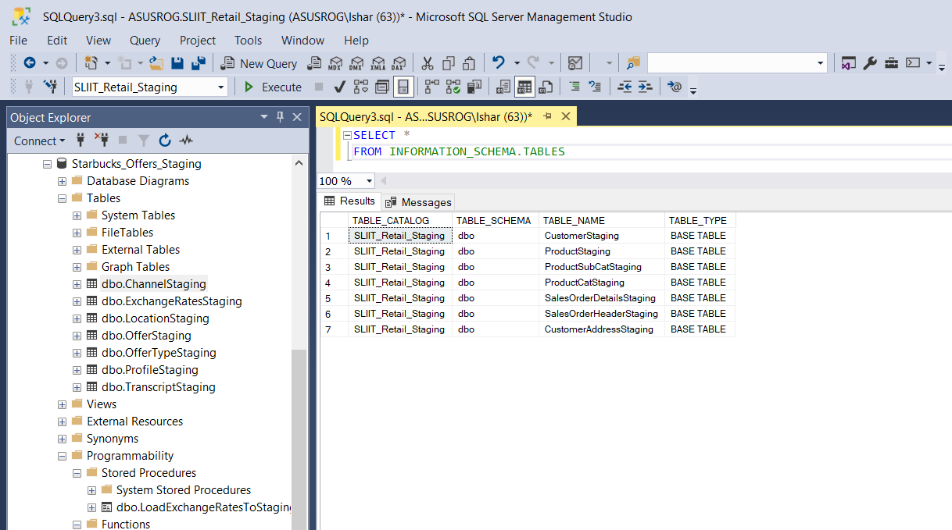 SQLQuery3.sql - ASUSROG.SLIIT_Retail_Staging (ASUSROG\Ishar (63))* - Microsoft SQL Server Management Studio
File Edit View Query Project Tools Window Help
New Query MDX DMX XMLA DAX
SLIIT_Retail_Staging Execute
Object Explorer
Connect
Starbucks_Offers_Staging
Database Diagrams
Tables
System Tables
FileTables
External Tables
Graph Tables
dbo.ChannelStaging
dbo.ExchangeRatesStaging
dbo.LocationStaging
dbo.OfferStaging
dbo.OfferTypeStaging
dbo.ProfileStaging
dbo.TranscriptStaging
Views
External Resources
Synonyms
Programmability
Stored Procedures
System Stored Procedures
dbo.LoadExchangeRatesToStaging
Functions
SQLQuery3.sql - AS...SUSROG\Ishar (63))*
SELECT *
FROM INFORMATION_SCHEMA.TABLES
100 %
Results Messages
TABLE_CATALOG TABLE_SCHEMA TABLE_NAME TABLE_TYPE
1 SLIIT_Retail_Staging dbo CustomerStaging BASE TABLE
2 SLIIT_Retail_Staging dbo ProductStaging BASE TABLE
3 SLIIT_Retail_Staging dbo ProductSubCatStaging BASE TABLE
4 SLIIT_Retail_Staging dbo ProductCatStaging BASE TABLE
5 SLIIT_Retail_Staging dbo SalesOrderDetailsStaging BASE TABLE
6 SLIIT_Retail_Staging dbo SalesOrderHeaderStaging BASE TABLE
7 SLIIT_Retail_Staging dbo CustomerAddressStaging BASE TABLE